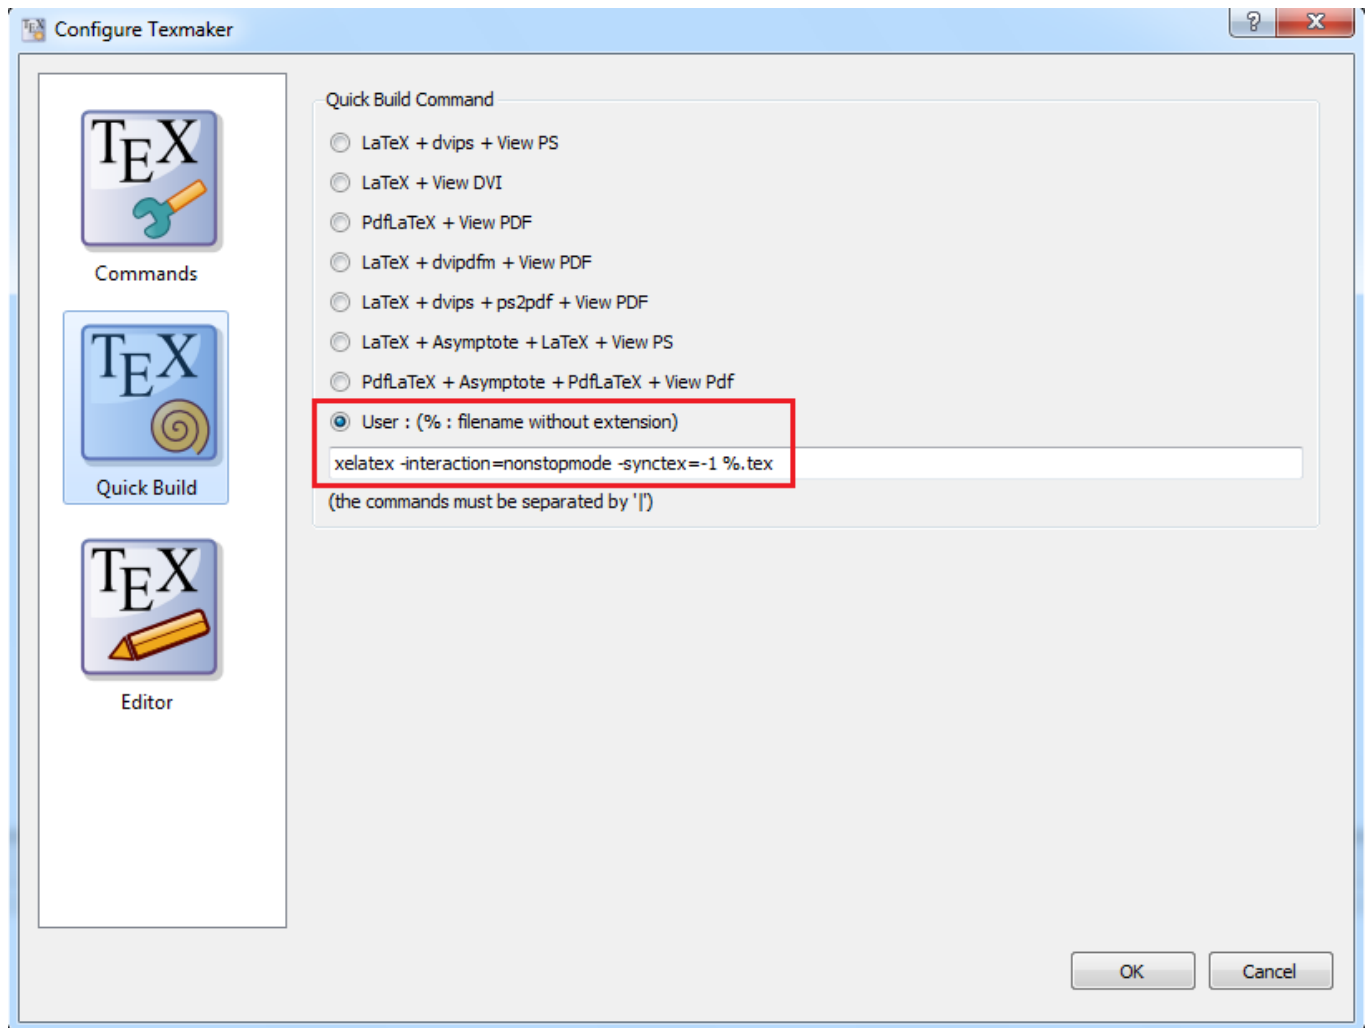 Configure Texmaker
TEX
Commands
TEX
Quick Build
TEX
Editor
Quick Build Command
LaTeX + dvips + View PS
LaTeX + View DVI
PdfLaTeX + View PDF
LaTeX + dvipdfm + View PDF
LaTeX + dvips + ps2pdf + View PDF
LaTeX + Asymptote + LaTeX + View PS
PdfLaTeX + Asymptote + PdfLaTeX + View Pdf
User : (% : filename without extension)
xelatex -interaction=nonstopmode -synctex=-1 %.tex
(the commands must be separated by '|')
OK
Cancel